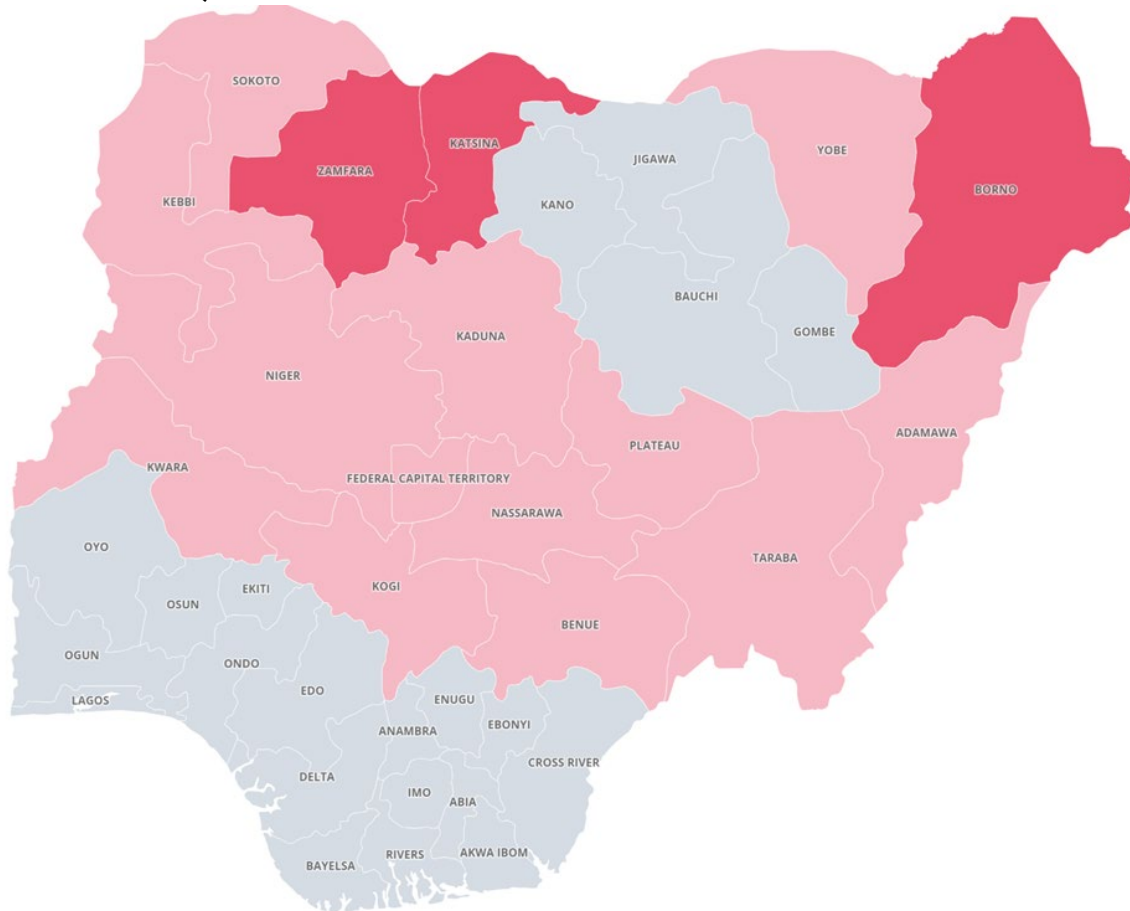 SOKOTO
KATSINA
YOBE
JIGAWA
ZAMFARA
BORNO
KEBBI
KANO
BAUCHI
GOMBE
KADUNA
NIGER
ADAMAWA
PLATEAU
KWARA
FEDERAL CAPITAL TERRITORY
NASSARAWA
OYO
TARABA
KOGI
EKITI
OSUN
BENUE
OGUN
ONDO
EDO
LAGOS
ENUGU
EBONYI
ANAMBRA
CROSS RIVER
DELTA
IMO
ABIA
RIVERS
AKWA IBOM
BAYELSA